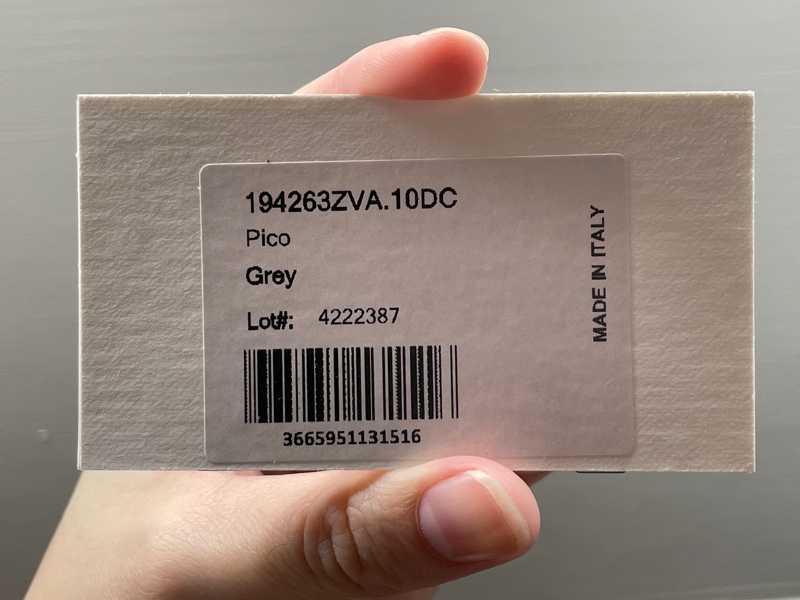 194263ZVA.10DC
Pico
Grey
Lot#: 4222387
3665951131516
MADE IN ITALY